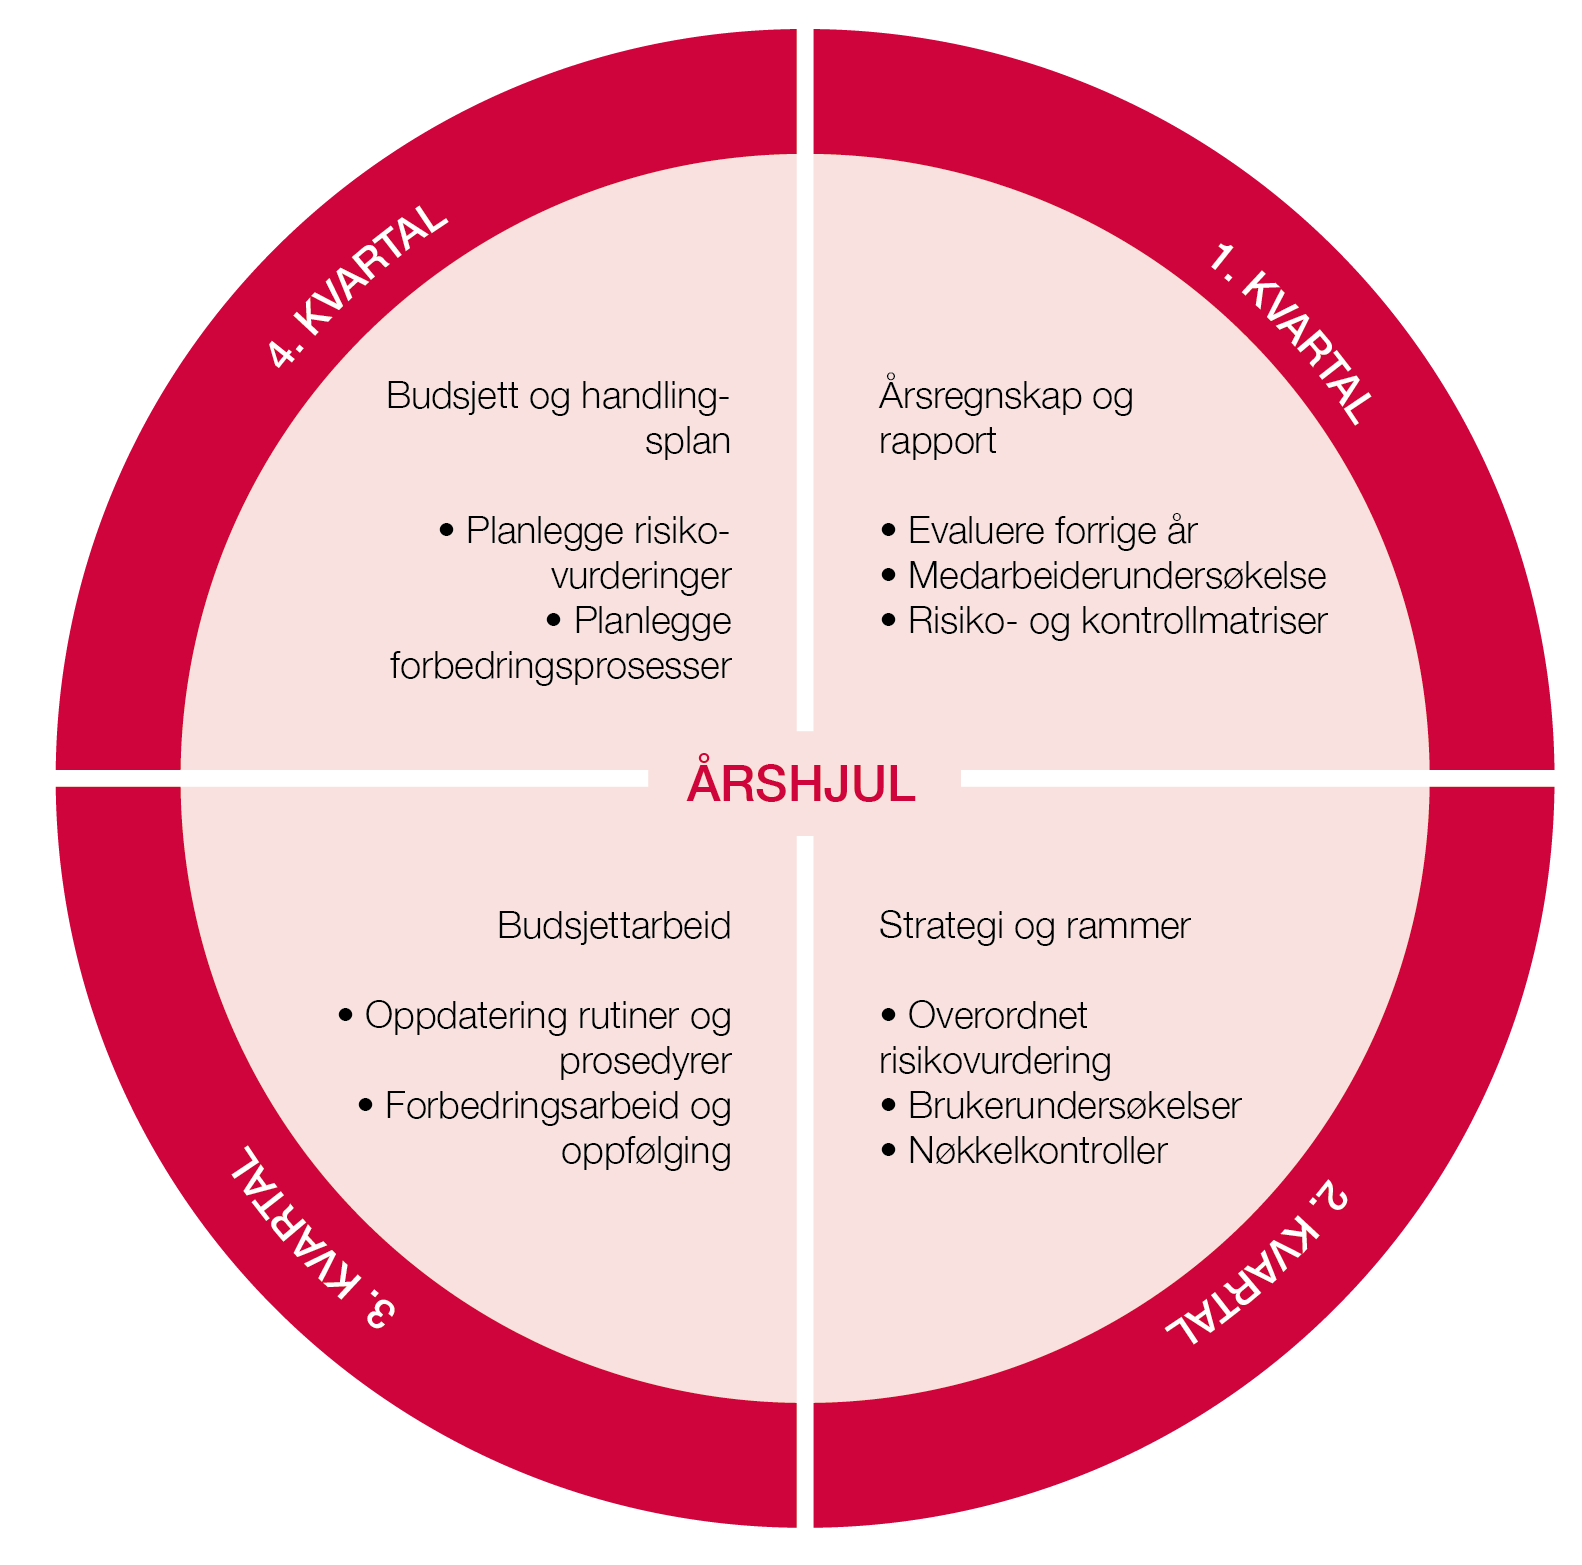 ÅRSHJUL
1. KVARTAL
Årsregnskap og
rapport
• Evaluere forrige år
• Medarbeiderundersøkelse
• Risiko- og kontrollmatriser
2. KVARTAL
Strategi og rammer
• Overordnet
risikovurdering
• Brukerundersøkelser
• Nøkkelkontroller
3. KVARTAL
Budsjettarbeid
• Oppdatering rutiner og
prosedyrer
• Forbedringsarbeid og
oppfølging
4. KVARTAL
Budsjett og handling-
splan
• Planlegge risiko-
vurderinger
• Planlegge
forbedringsprosesser